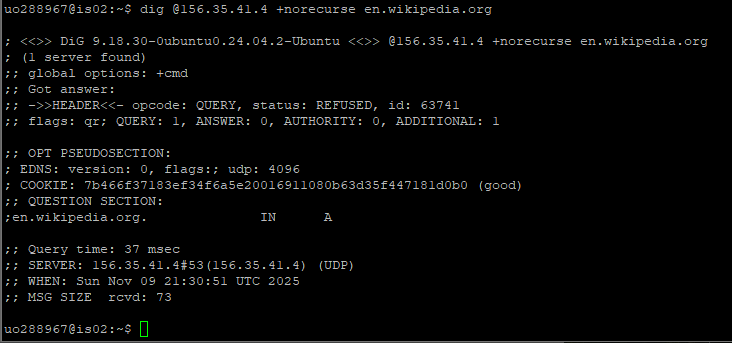 uo288967@is02:~$ dig @156.35.41.4 +norecurse en.wikipedia.org

; <<>> DiG 9.18.30-0ubuntu0.24.04.2-Ubuntu <<>> @156.35.41.4 +norecurse en.wikipedia.org
; (1 server found)
;; global options: +cmd
;; Got answer:
;; ->>HEADER<<- opcode: QUERY, status: REFUSED, id: 63741
;; flags: qr; QUERY: 1, ANSWER: 0, AUTHORITY: 0, ADDITIONAL: 1

;; OPT PSEUDOSECTION:
; EDNS: version: 0, flags:; udp: 4096
; COOKIE: 7b466f37183ef34f6a5e20016911080b63d35f447181d0b0 (good)
;; QUESTION SECTION:
;en.wikipedia.org.              IN      A

;; Query time: 37 msec
;; SERVER: 156.35.41.4#53(156.35.41.4) (UDP)
;; WHEN: Sun Nov 09 21:30:51 UTC 2025
;; MSG SIZE  rcvd: 73

uo288967@is02:~$